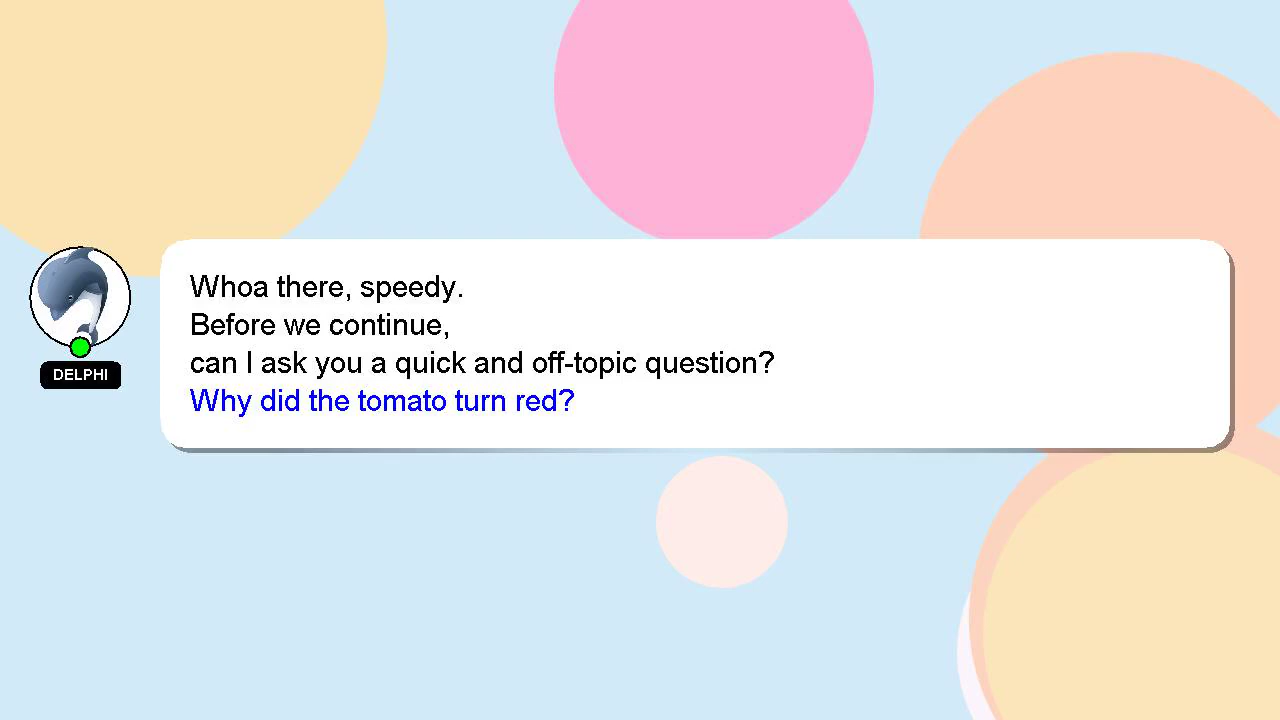 Whoa there, speedy.
Before we continue,
can I ask you a quick and off-topic question?
Why did the tomato turn red?
DELPHI